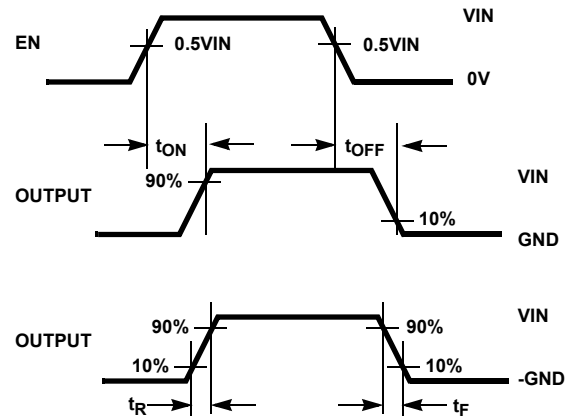 VIN
EN
0.5VIN
0.5VIN
0V
tON
tOFF
90%
VIN
OUTPUT
10%
GND
VIN
90%
90%
OUTPUT
10%
10%
-GND
tR
tF